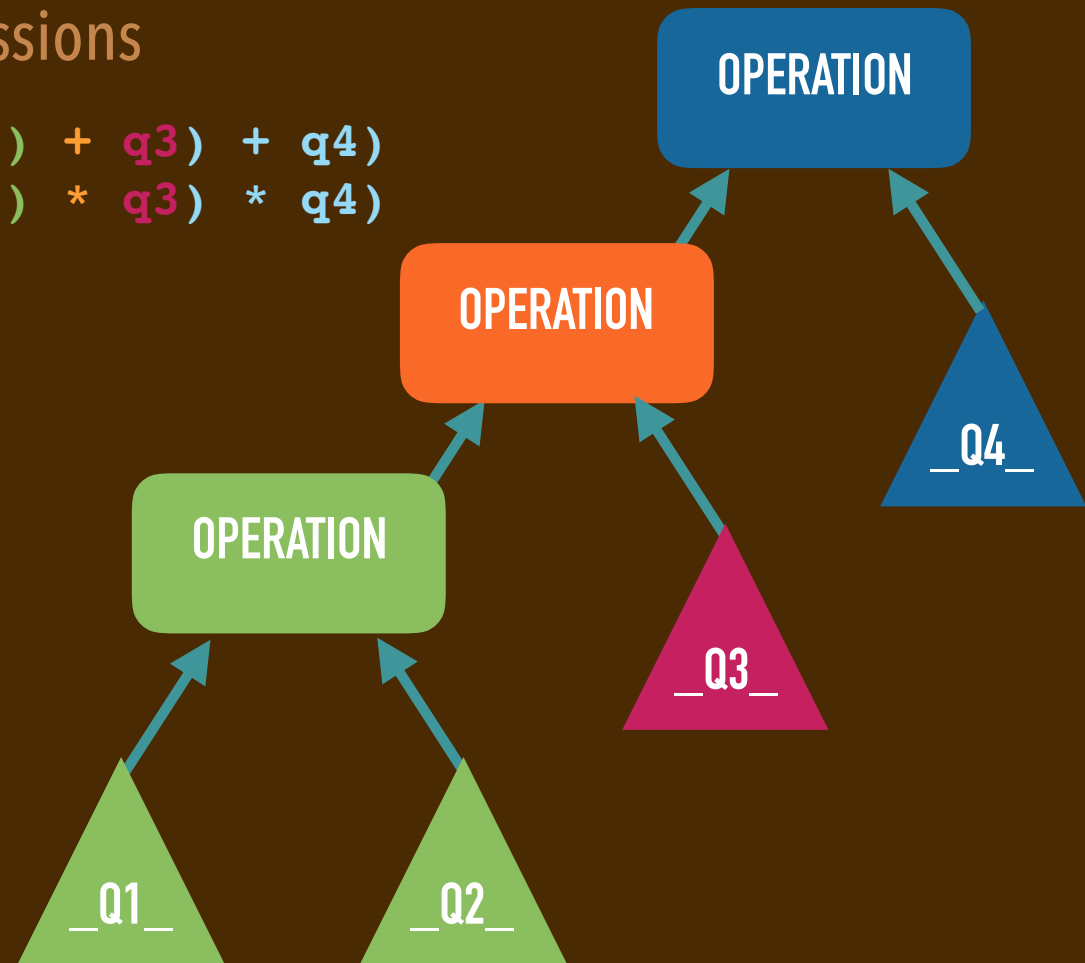 ssions
) + q3) + q4)
) * q3) * q4)
OPERATION
OPERATION
OPERATION
_Q4_
_Q3_
_Q1_
_Q2_